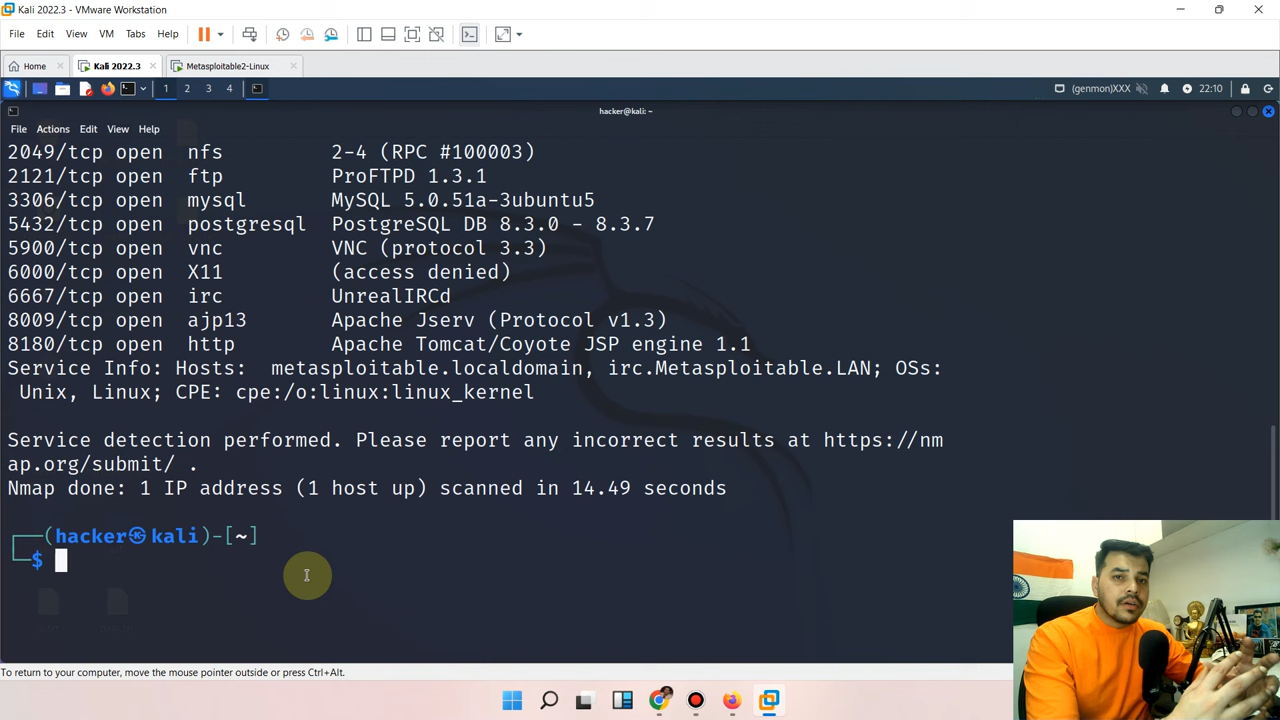 Kali 2022.3 - VMware Workstation
File Edit View VM Tabs Help
Home Kali 2022.3 Metasploitable2-Linux
1 2 3 4 (genmon)XXX 22:10
hacker@kali: ~
File Actions Edit View Help
2049/tcp open nfs 2-4 (RPC #100003)
2121/tcp open ftp ProFTPD 1.3.1
3306/tcp open mysql MySQL 5.0.51a-3ubuntu5
5432/tcp open postgresql PostgreSQL DB 8.3.0 - 8.3.7
5900/tcp open vnc VNC (protocol 3.3)
6000/tcp open X11 (access denied)
6667/tcp open irc UnrealIRCd
8009/tcp open ajp13 Apache Jserv (Protocol v1.3)
8180/tcp open http Apache Tomcat/Coyote JSP engine 1.1
Service Info: Hosts: metasploitable.localdomain, irc.Metasploitable.LAN; OSs:
Unix, Linux; CPE: cpe:/o:linux:linux_kernel
Service detection performed. Please report any incorrect results at https://nm
ap.org/submit/ .
Nmap done: 1 IP address (1 host up) scanned in 14.49 seconds
┌──(hacker㉿kali)-[~]
└─$
To return to your computer, move the mouse pointer outside or press Ctrl+Alt.